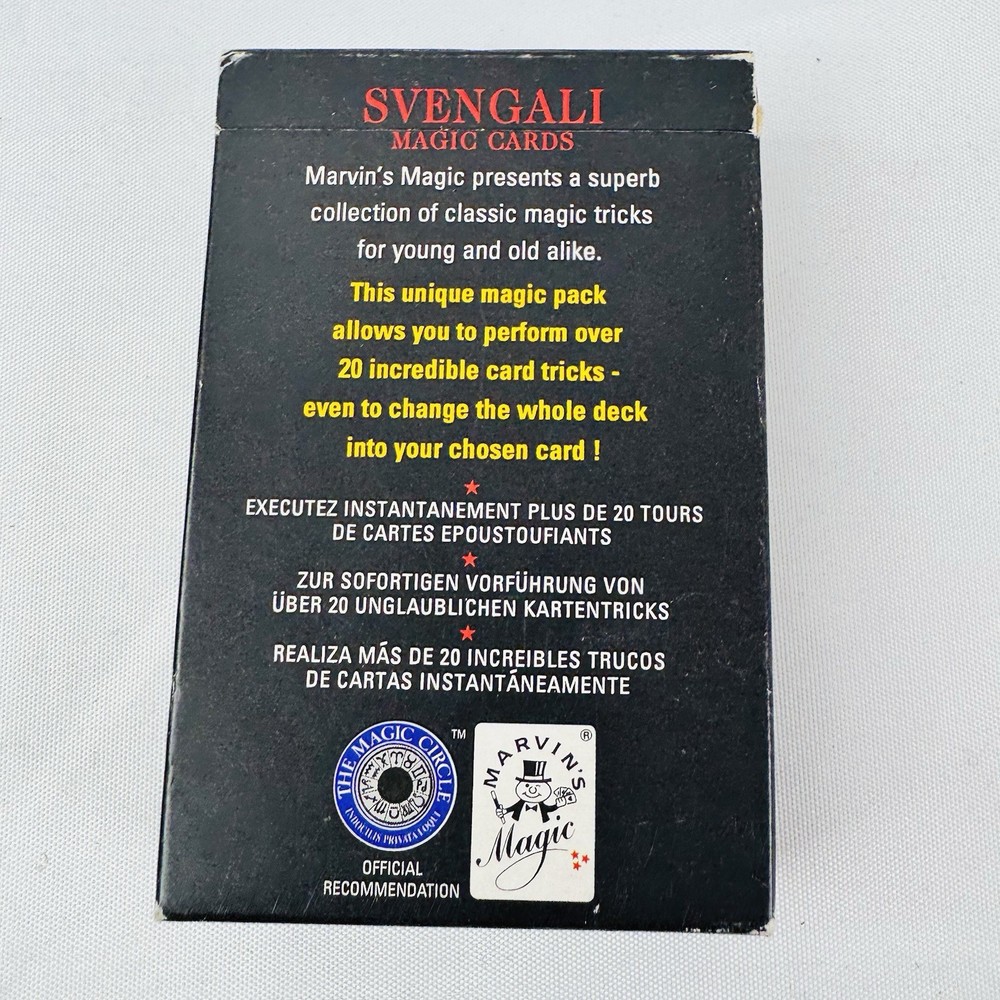 SVENGALI
MAGIC CARDS
Marvin's Magic presents a superb
collection of classic magic tricks
for young and old alike.
This unique magic pack
allows you to perform over
20 incredible card tricks -
even to change the whole deck
into your chosen card !
EXECUTEZ INSTANTANEMENT PLUS DE 20 TOURS
DE CARTES EPOUSTOUFIANTS
ZUR SOFORTIGEN VORFÜHRUNG VON
ÜBER 20 UNGLAUBLICHEN KARTENTRICKS
REALIZA MÁS DE 20 INCREIBLES TRUCOS
DE CARTAS INSTANTÁNEAMENTE
THE MAGIC CIRCLE
INDOCILIS PRIVATA LOQUI
TM
OFFICIAL
RECOMMENDATION
MARVIN'S
Magic
®